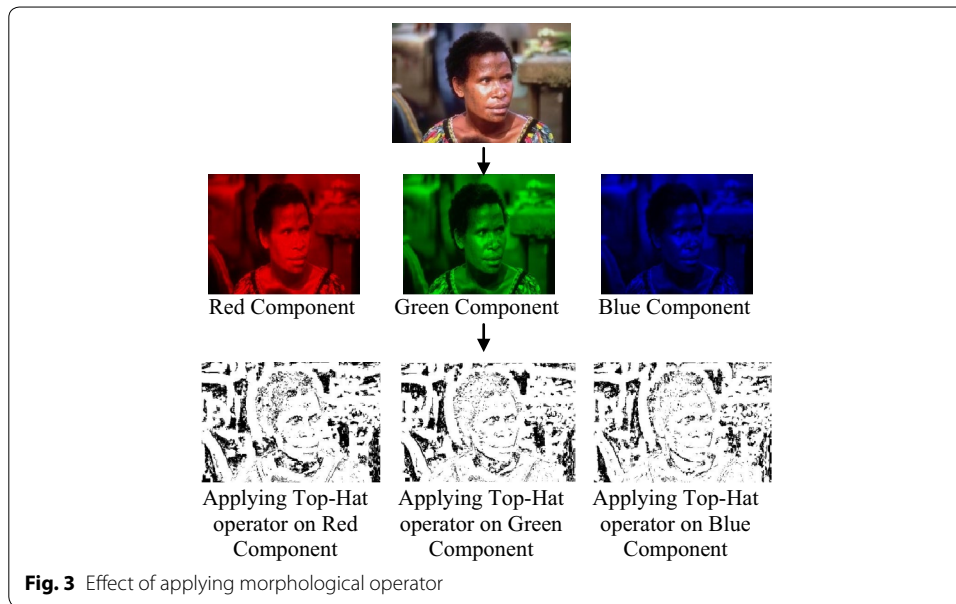 Red Component
Green Component
Blue Component
Applying Top-Hat
operator on Red
Component
Applying Top-Hat
operator on Green
Component
Applying Top-Hat
operator on Blue
Component
Fig. 3 Effect of applying morphological operator